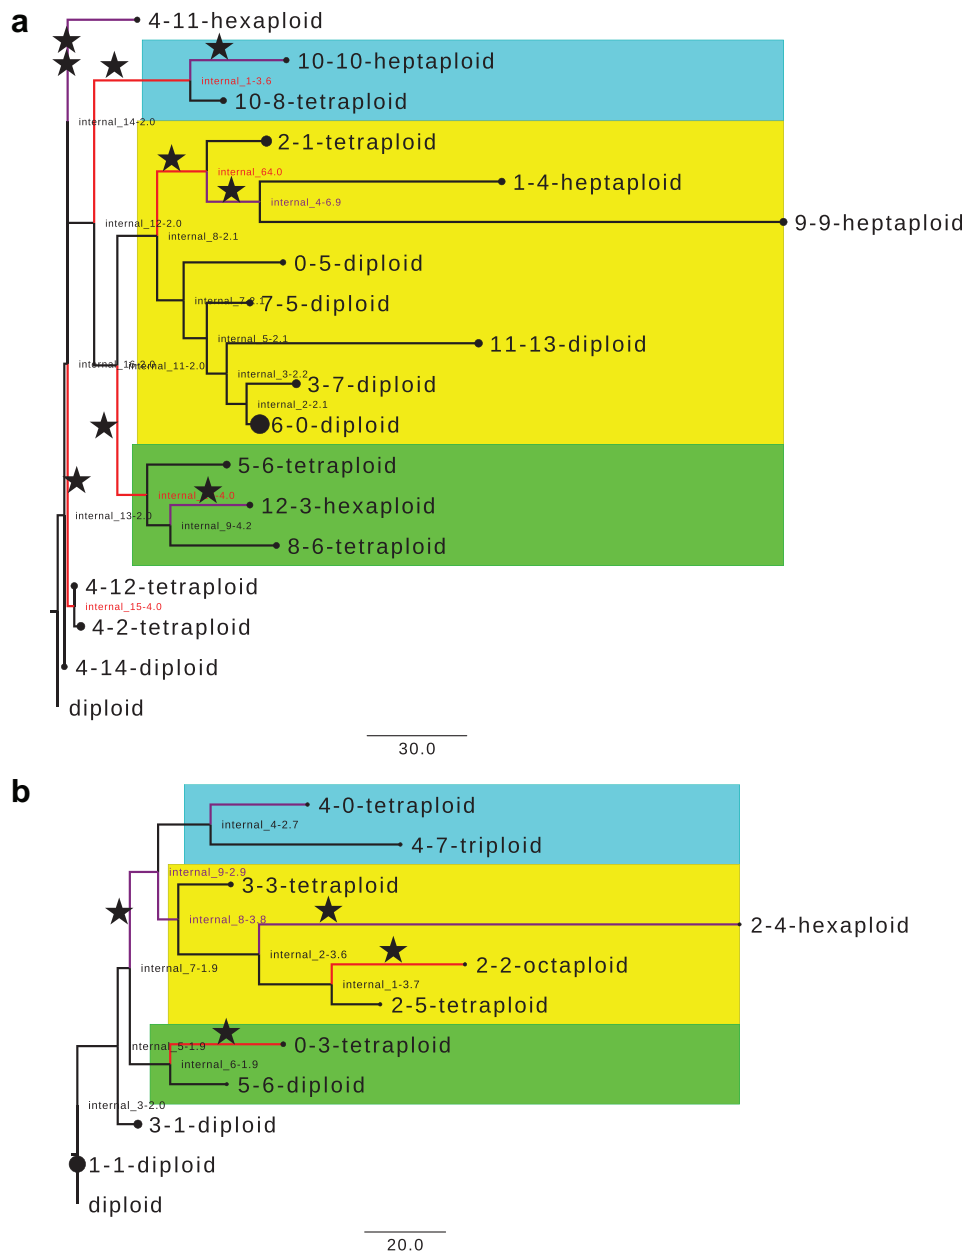 a
4-11-hexaploid
10-10-heptaploid
internal_1-3.6
10-8-tetraploid
internal_14-2.0
2-1-tetraploid
internal_64.0
1-4-heptaploid
internal_4-6.9
9-9-heptaploid
internal_12-2.0
internal_8-2.1
0-5-diploid
internal_7-2.1
7-5-diploid
internal_5-2.1
11-13-diploid
internal_11-2.0
internal_3-2.2
3-7-diploid
internal_2-2.1
6-0-diploid
5-6-tetraploid
12-3-hexaploid
internal_13-2.0
internal_9-4.2
8-6-tetraploid
4-12-tetraploid
internal_15-4.0
4-2-tetraploid
4-14-diploid
diploid
30.0
b
4-0-tetraploid
internal_4-2.7
4-7-triploid
internal_9-2.9
3-3-tetraploid
internal_8-3.8
2-4-hexaploid
internal_2-3.6
internal_7-1.9
2-2-octaploid
internal_1-3.7
2-5-tetraploid
internal_5-1.9
0-3-tetraploid
internal_6-1.9
5-6-diploid
internal_3-2.0
3-1-diploid
1-1-diploid
diploid
20.0